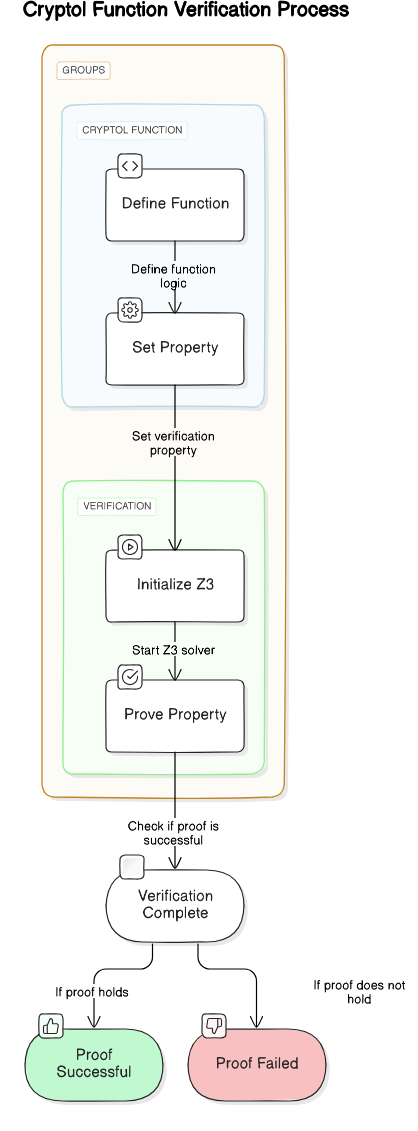 Cryptol Function Verification Process
GROUPS
CRYPTOL FUNCTION
Define Function
Define function
logic
Set Property
Set verification
property
VERIFICATION
Initialize Z3
Start Z3 solver
Prove Property
Check if proof is
successful
Verification
Complete
If proof holds
If proof does not
hold
Proof
Successful
Proof Failed